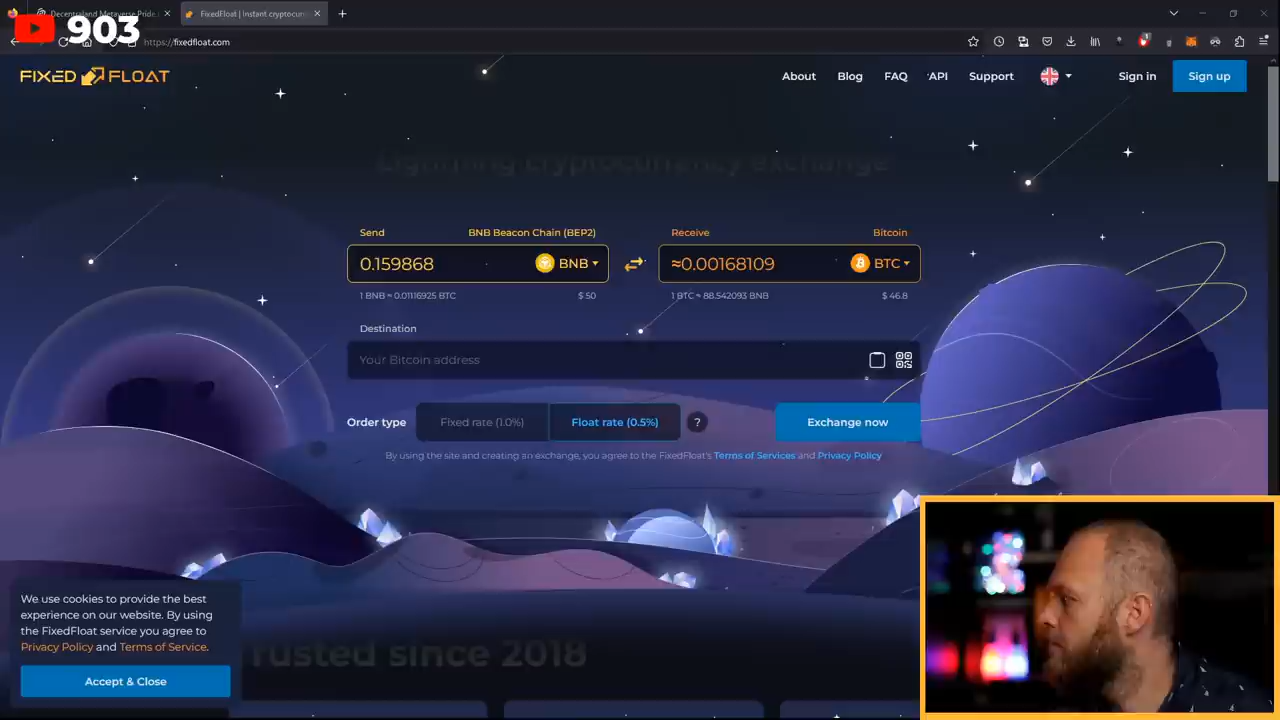 Decentraland Metaverse Pride
FixedFloat | Instant cryptocurr
903
https://fixedfloat.com
FIXED FLOAT
About
Blog
FAQ
API
Support
Sign in
Sign up
Lightning cryptocurrency exchange
Send
BNB Beacon Chain (BEP2)
Receive
Bitcoin
0.159868
BNB
≈0.00168109
BTC
1 BNB ≈ 0.01116925 BTC
$ 50
1 BTC ≈ 88.542093 BNB
$ 46.8
Destination
Your Bitcoin address
Order type
Fixed rate (1.0%)
Float rate (0.5%)
?
Exchange now
By using the site and creating an exchange, you agree to the FixedFloat's Terms of Services and Privacy Policy
We use cookies to provide the best
experience on our website. By using
the FixedFloat service you agree to
Privacy Policy and Terms of Service.
Accept & Close
Trusted since 2018